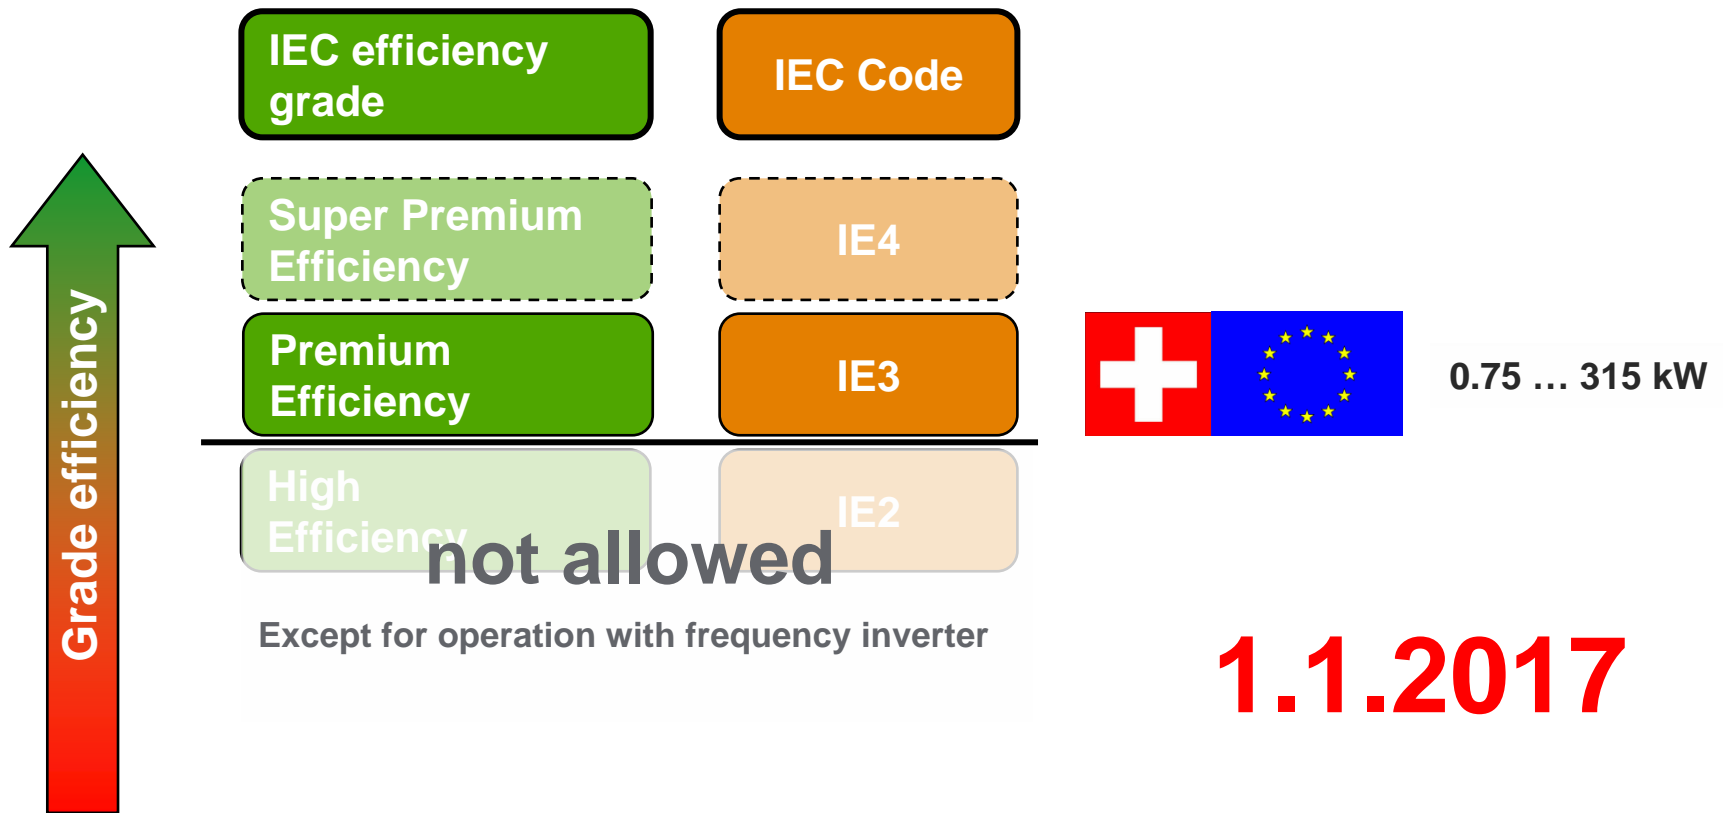 IEC efficiency
grade
IEC Code
Super Premium
Efficiency
IE4
Premium
Efficiency
IE3
0.75 … 315 kW
High
Efficiency
IE2
not allowed
Except for operation with frequency inverter
1.1.2017
Grade efficiency